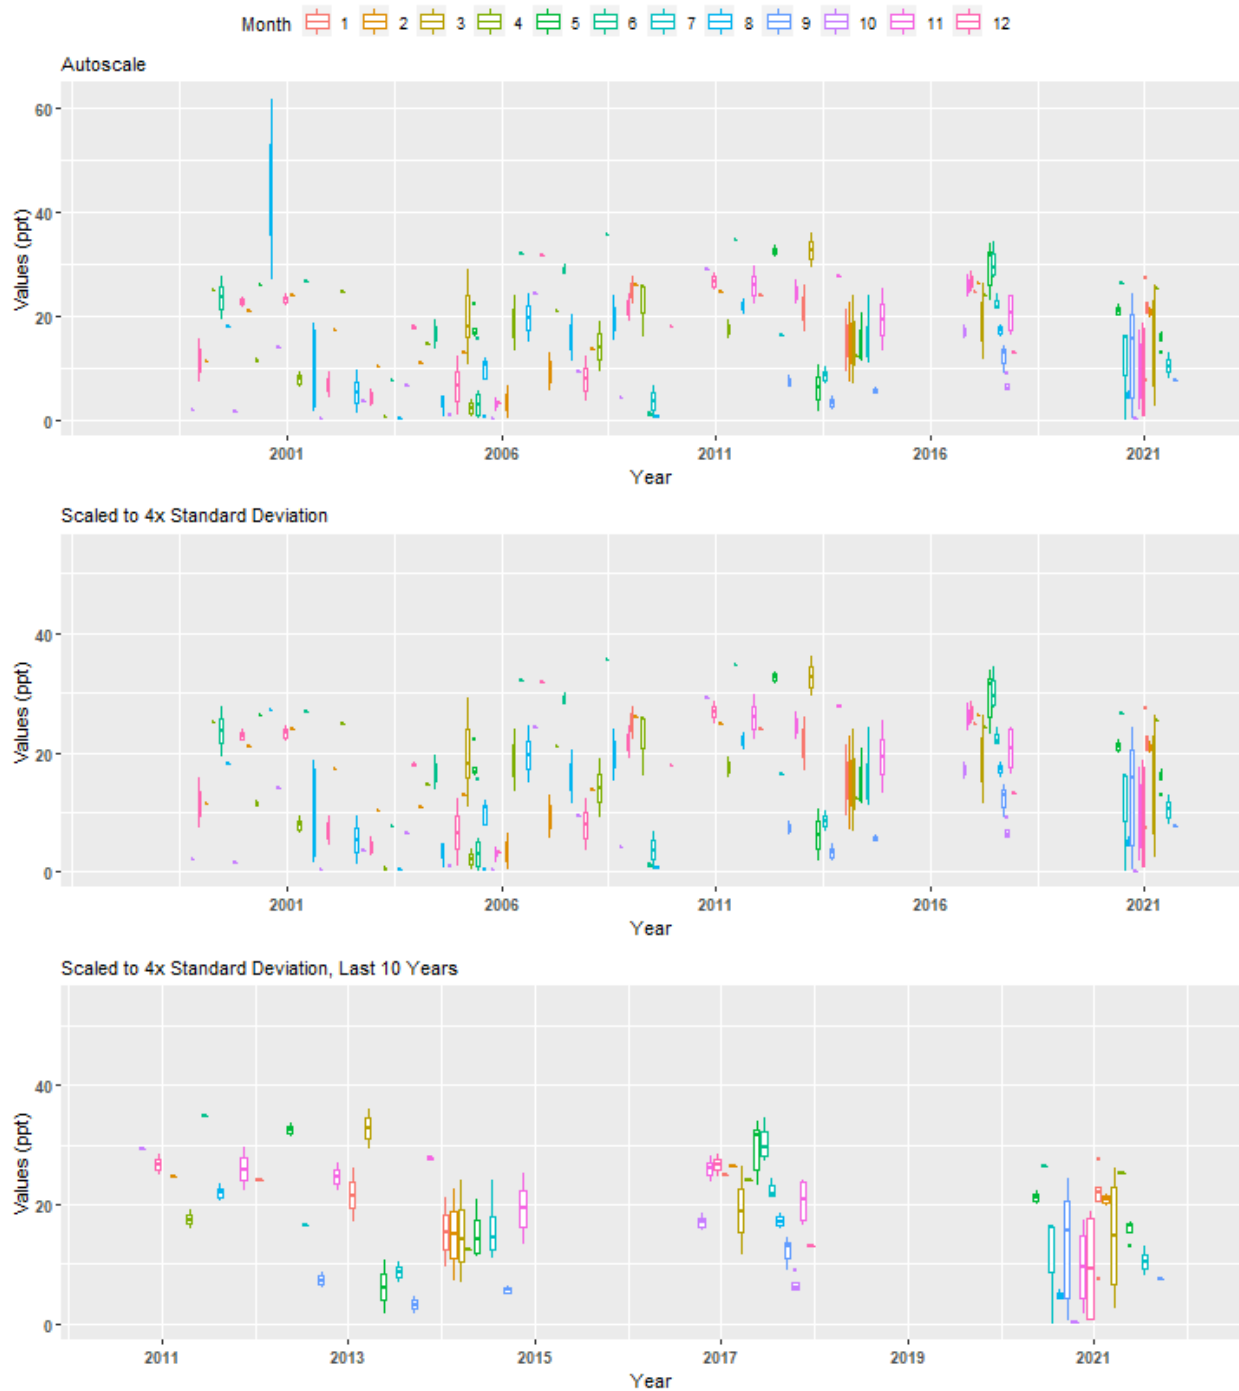 Month 1 2 3 4 5 6 7 8 9 10 11 12
Autoscale
Values (ppt)
60
40
20
0
2001 2006 2011 2016 2021
Year
Scaled to 4x Standard Deviation
Values (ppt)
40
20
0
2001 2006 2011 2016 2021
Year
Scaled to 4x Standard Deviation, Last 10 Years
Values (ppt)
40
20
0
2011 2013 2015 2017 2019 2021
Year